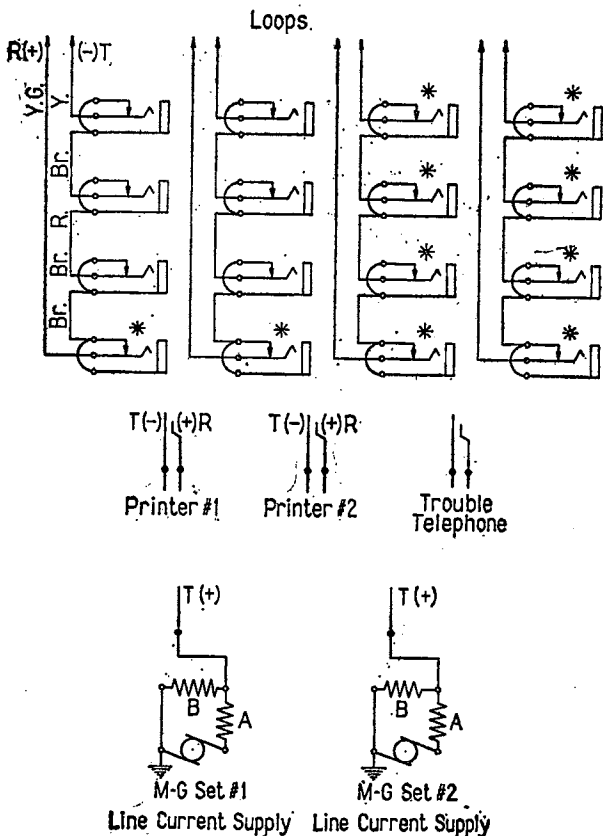 Loops
R(+) (-)T
Y.G. Y.
Br.
R.
Br.
Br.
* *
* *
* *
* * * *
T(-) (+)R T(-) (+)R
Printer #1 Printer #2 Trouble
Telephone
T(+) T(+)
B B
A A
M-G Set #1 M-G Set #2
Line Current Supply Line Current Supply